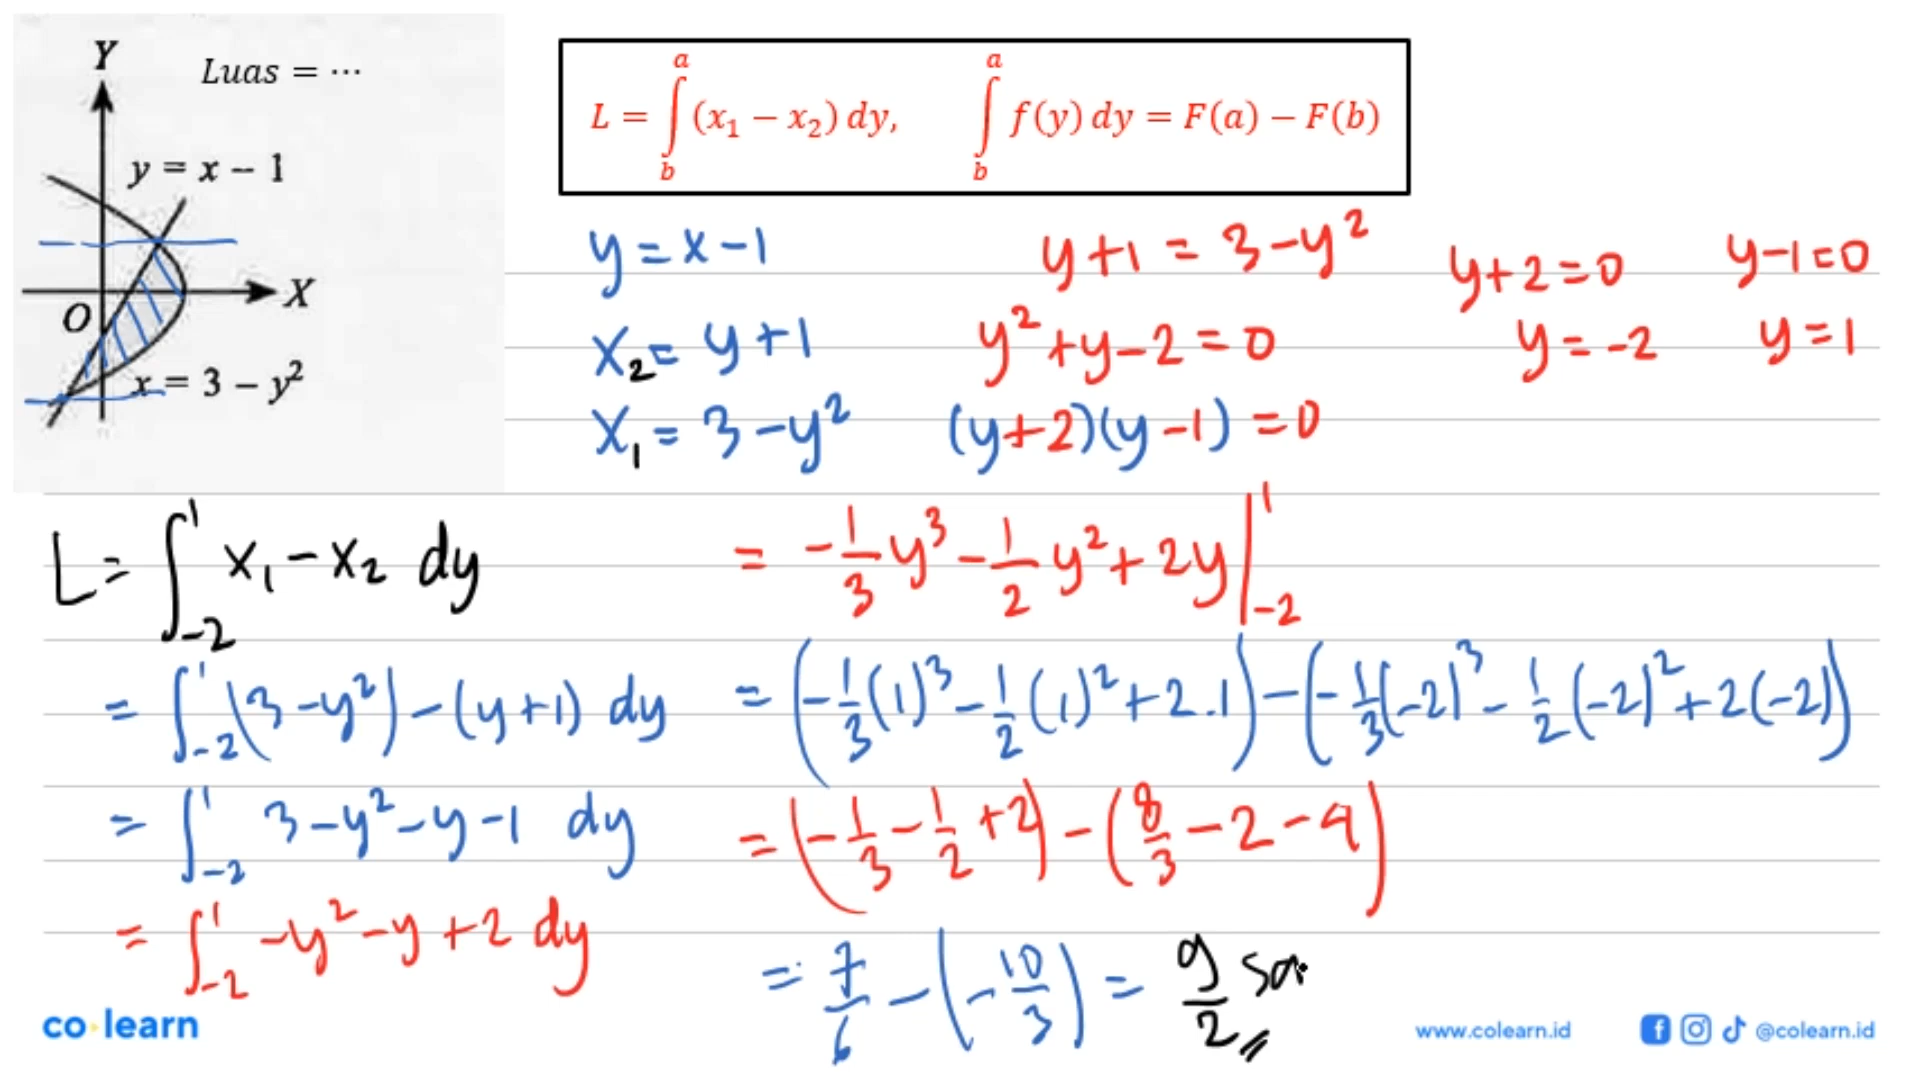 Y
Luas = ⋯
y = x − 1
O
X
x = 3 − y²
L = ∫_b^a (x₁ − x₂) dy, ∫_b^a f(y) dy = F(a) − F(b)
y = x − 1
x₂ = y + 1
x₁ = 3 − y²
y + 1 = 3 − y²
y² + y − 2 = 0
(y + 2)(y − 1) = 0
y + 2 = 0 y − 1 = 0
y = −2 y = 1
L = ∫_{−2}^1 x₁ − x₂ dy
= ∫_{−2}^1 (3 − y²) − (y + 1) dy
= ∫_{−2}^1 3 − y² − y − 1 dy
= ∫_{−2}^1 −y² − y + 2 dy
= −1/3 y³ − 1/2 y² + 2y |_{−2}^1
= (−1/3 (1)³ − 1/2 (1)² + 2.1) − (−1/3 (−2)³ − 1/2 (−2)² + 2(−2))
= (−1/3 − 1/2 + 2) − (8/3 − 2 − 4)
= 7/6 − (−10/3) = 9/2 sa
co learn
www.colearn.id
@colearn.id